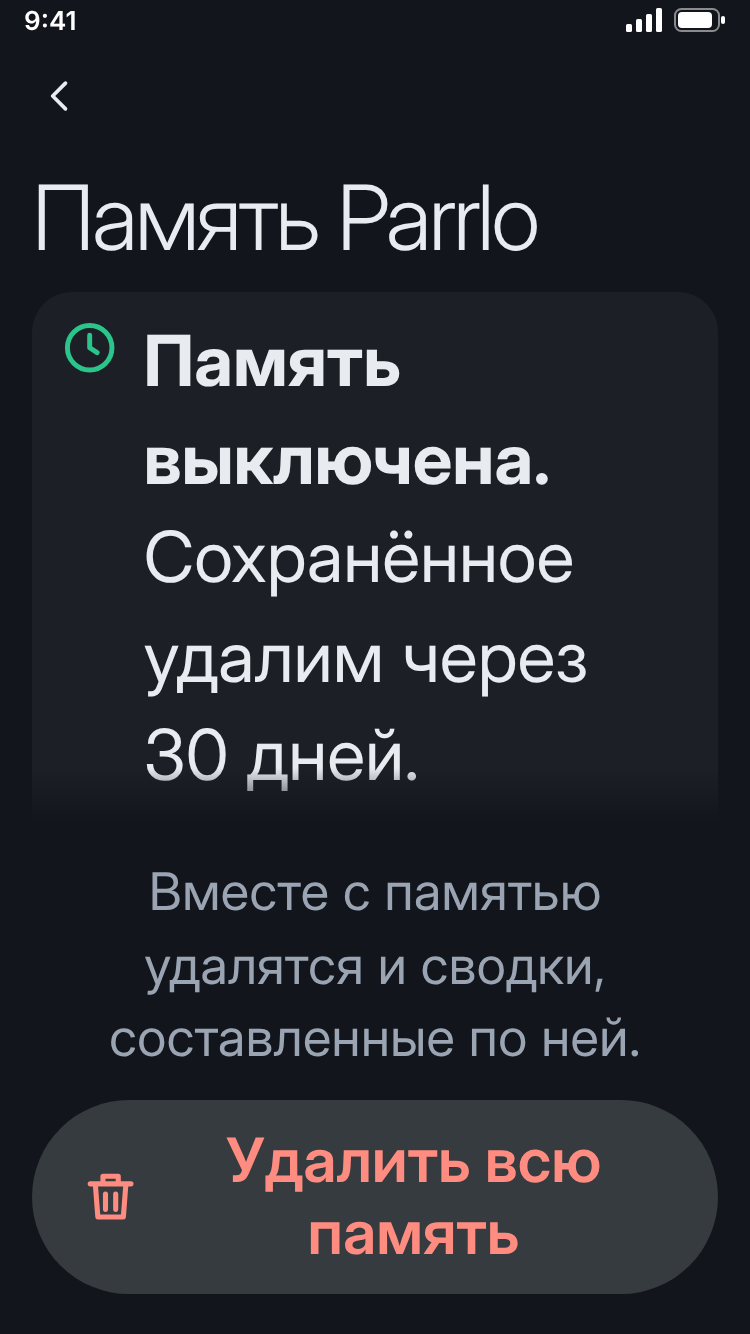 9:41
Память Parrlo
Память
выключена.
Сохранённое
удалим через
30 дней.
Вместе с памятью
удалятся и сводки,
составленные по ней.
Удалить всю
память